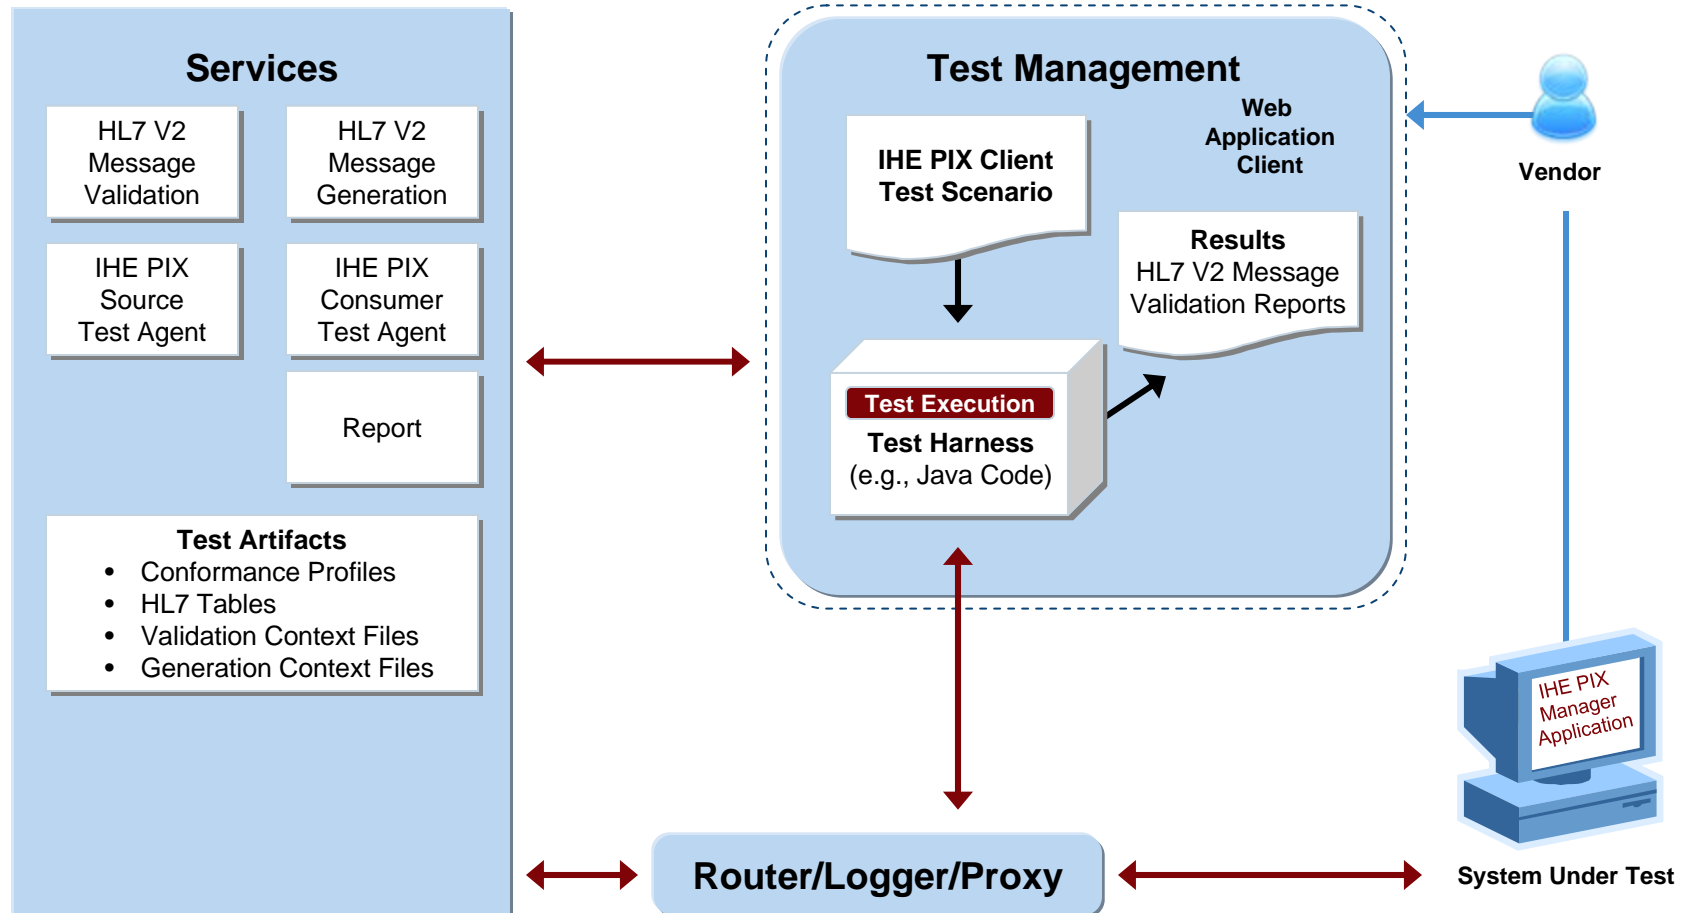 Services
HL7 V2
Message
Validation
HL7 V2
Message
Generation
IHE PIX
Source
Test Agent
IHE PIX
Consumer
Test Agent
Report
Test Artifacts
• Conformance Profiles
• HL7 Tables
• Validation Context Files
• Generation Context Files
Test Management
Web
Application
Client
IHE PIX Client
Test Scenario
Results
HL7 V2 Message
Validation Reports
Test Execution
Test Harness
(e.g., Java Code)
Vendor
IHE PIX
Manager
Application
System Under Test
Router/Logger/Proxy